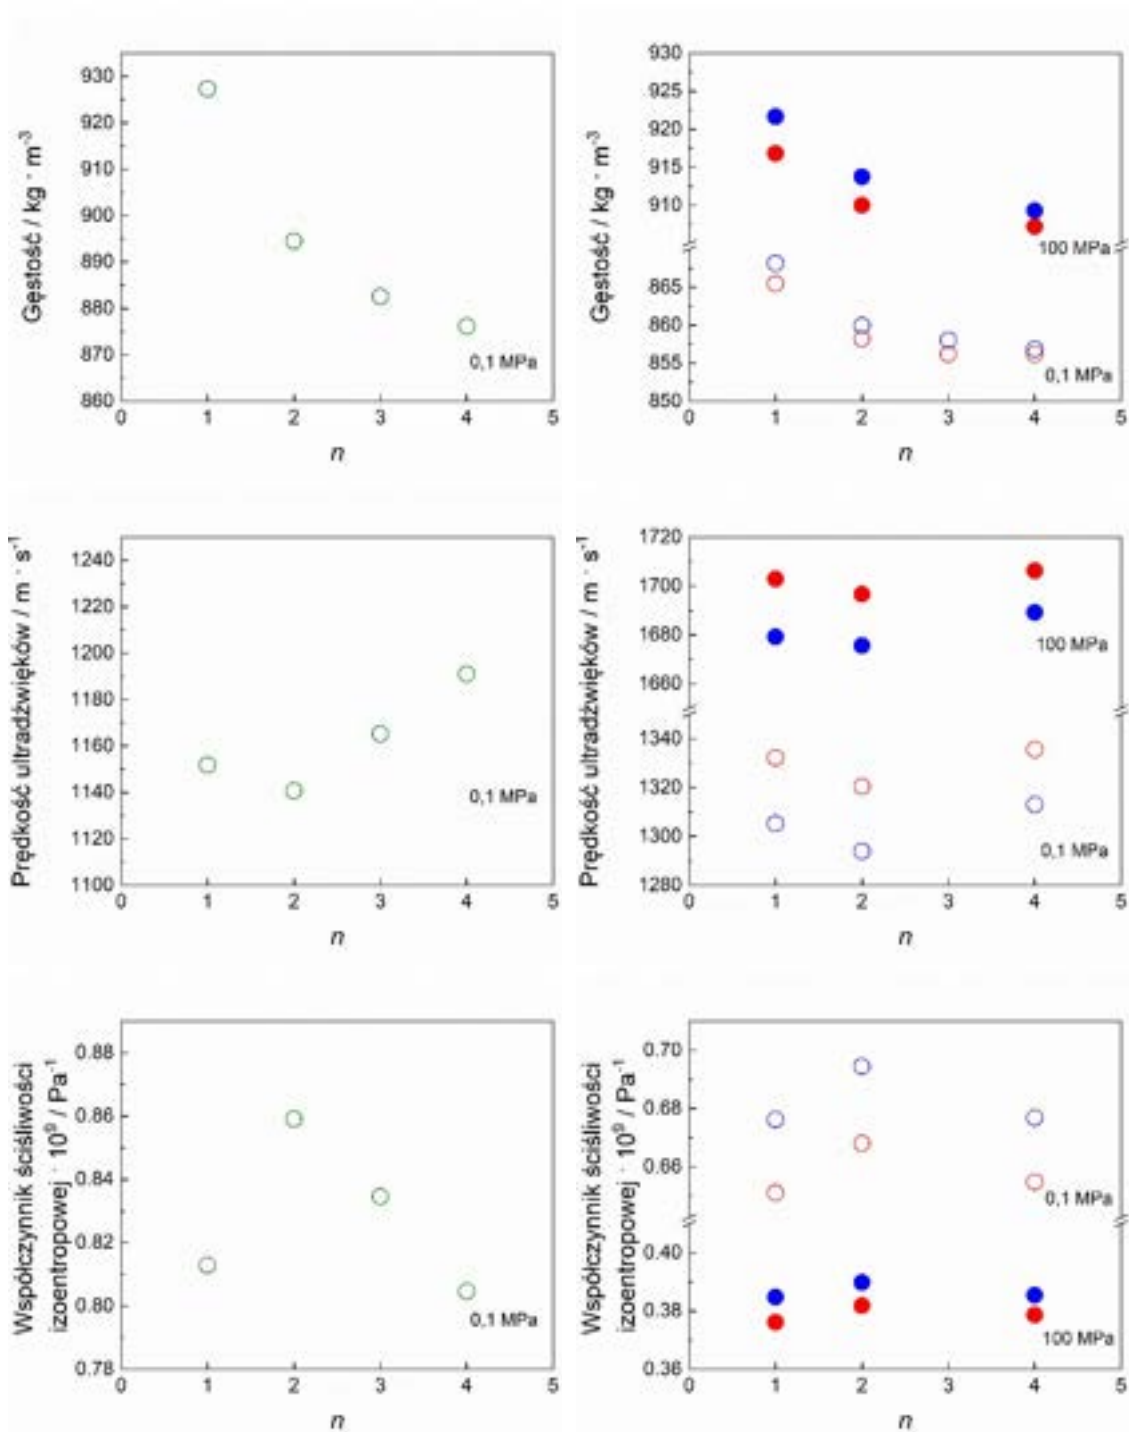 Gęstość / kg · m⁻³
930
920
910
900
890
880
870
860
0,1 MPa
0 1 2 3 4 5
n
Gęstość / kg · m⁻³
930
925
920
915
910
865
860
855
850
100 MPa
0,1 MPa
0 1 2 3 4 5
n
Prędkość ultradźwięków / m · s⁻¹
1240
1220
1200
1180
1160
1140
1120
1100
0,1 MPa
0 1 2 3 4 5
n
Prędkość ultradźwięków / m · s⁻¹
1720
1700
1680
1660
1340
1320
1300
1280
100 MPa
0,1 MPa
0 1 2 3 4 5
n
Współczynnik ściśliwości
izoentropowej · 10⁹ / Pa⁻¹
0.88
0.86
0.84
0.82
0.80
0.78
0,1 MPa
0 1 2 3 4 5
n
Współczynnik ściśliwości
izoentropowej · 10⁹ / Pa⁻¹
0.70
0.68
0.66
0.40
0.38
0.36
0,1 MPa
100 MPa
0 1 2 3 4 5
n